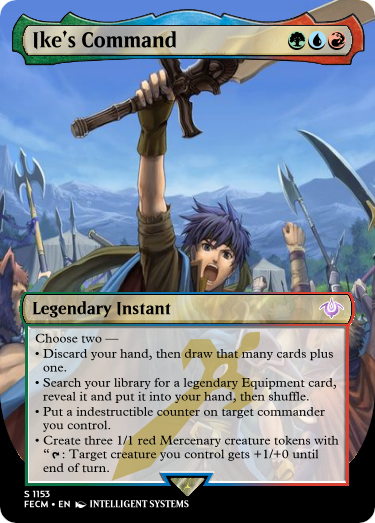 Ike's Command
Legendary Instant
Choose two —
• Discard your hand, then draw that many cards plus
one.
• Search your library for a legendary Equipment card,
reveal it and put it into your hand, then shuffle.
• Put a indestructible counter on target commander
you control.
• Create three 1/1 red Mercenary creature tokens with
“: Target creature you control gets +1/+0 until
end of turn.
S 1153
FECM • EN INTELLIGENT SYSTEMS